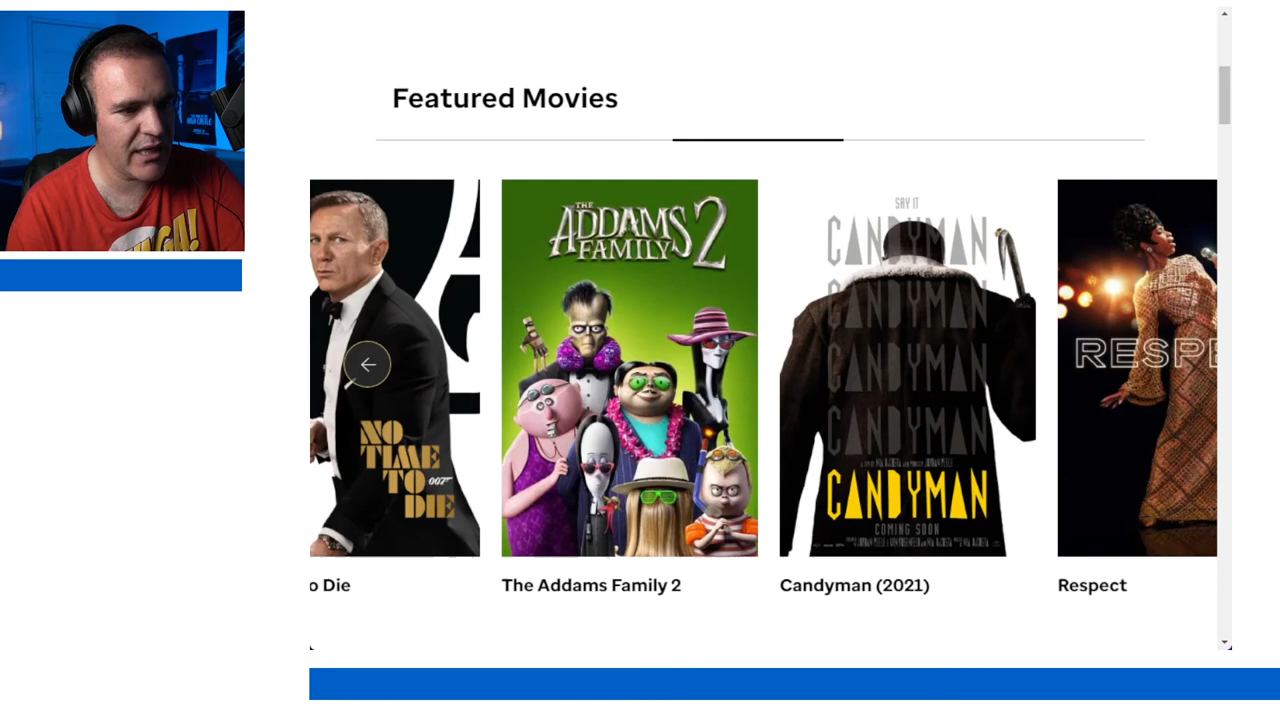 Featured Movies
NO
TIME
TO 007
DIE
THE
ADDAMS
FAMILY 2
SAY IT
CANDYMAN
CANDYMAN
CANDYMAN
CANDYMAN
CANDYMAN
COMING SOON
RESPE
o Die
The Addams Family 2
Candyman (2021)
Respect